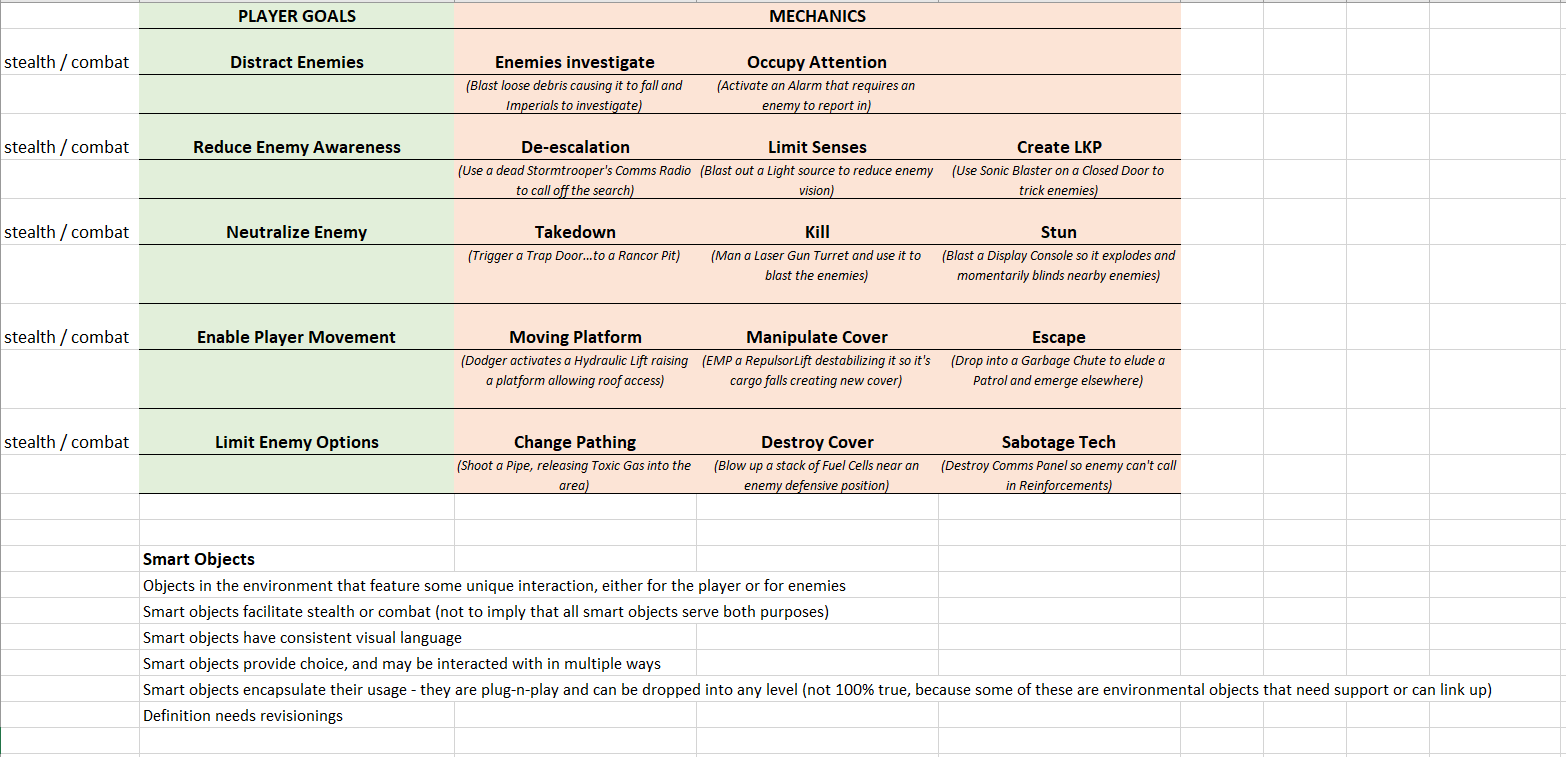 PLAYER GOALS MECHANICS
stealth / combat Distract Enemies Enemies investigate Occupy Attention
(Blast loose debris causing it to fall and (Activate an Alarm that requires an
Imperials to investigate) enemy to report in)
stealth / combat Reduce Enemy Awareness De-escalation Limit Senses Create LKP
(Use a dead Stormtrooper's Comms Radio (Blast out a Light source to reduce enemy (Use Sonic Blaster on a Closed Door to
to call off the search) vision) trick enemies)
stealth / combat Neutralize Enemy Takedown Kill Stun
(Trigger a Trap Door...to a Rancor Pit) (Man a Laser Gun Turret and use it to (Blast a Display Console so it explodes and
blast the enemies) momentarily blinds nearby enemies)
stealth / combat Enable Player Movement Moving Platform Manipulate Cover Escape
(Dodger activates a Hydraulic Lift raising (EMP a RepulsorLift destabilizing it so it's (Drop into a Garbage Chute to elude a
a platform allowing roof access) cargo falls creating new cover) Patrol and emerge elsewhere)
stealth / combat Limit Enemy Options Change Pathing Destroy Cover Sabotage Tech
(Shoot a Pipe, releasing Toxic Gas into the (Blow up a stack of Fuel Cells near an (Destroy Comms Panel so enemy can't call
area) enemy defensive position) in Reinforcements)
Smart Objects
Objects in the environment that feature some unique interaction, either for the player or for enemies
Smart objects facilitate stealth or combat (not to imply that all smart objects serve both purposes)
Smart objects have consistent visual language
Smart objects provide choice, and may be interacted with in multiple ways
Smart objects encapsulate their usage - they are plug-n-play and can be dropped into any level (not 100% true, because some of these are environmental objects that need support or can link up)
Definition needs revisionings